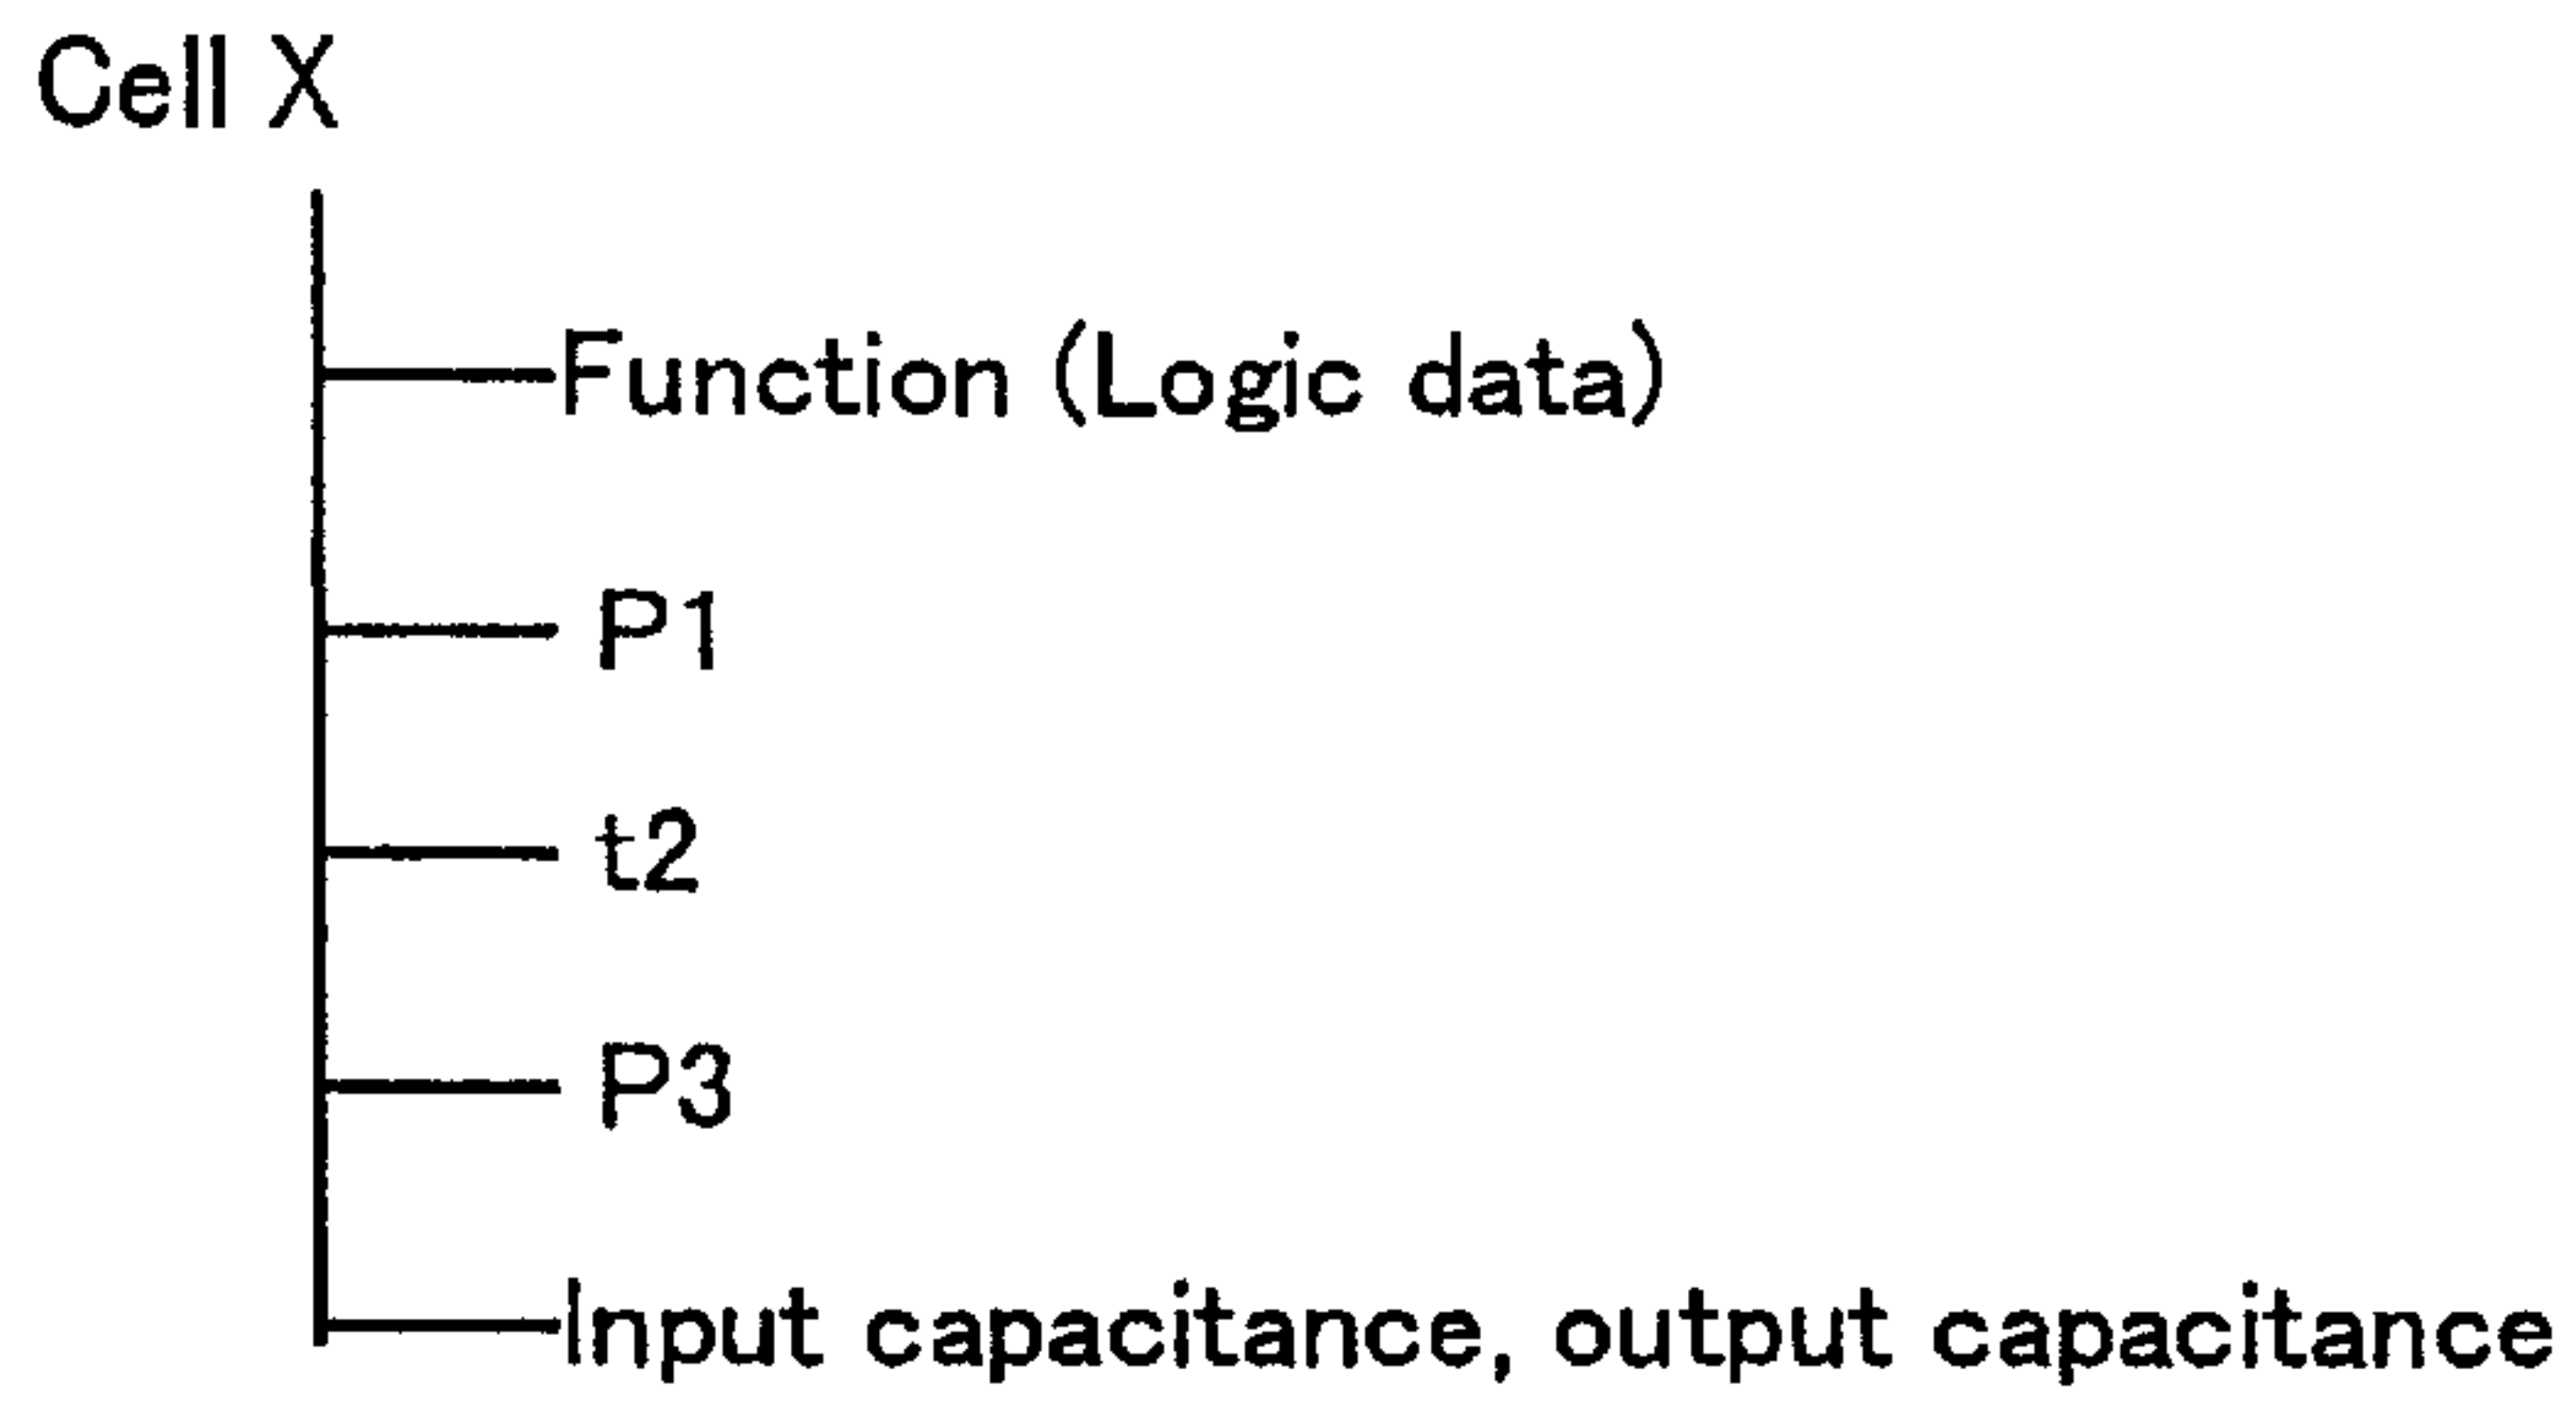 Cell X
Function (Logic data)
P1
t2
P3
Input capacitance, output capacitance